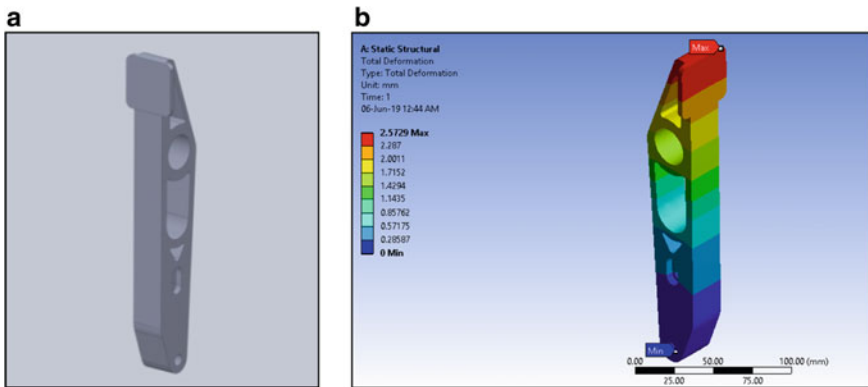 a
b
A: Static Structural
Total Deformation
Type: Total Deformation
Unit: mm
Time: 1
06-Jun-19 12:44 AM
2.5729 Max
2.287
2.0011
1.7152
1.4294
1.1435
0.85762
0.57175
0.28587
0 Min
Max
Min
0.00 50.00 100.00 (mm)
25.00 75.00